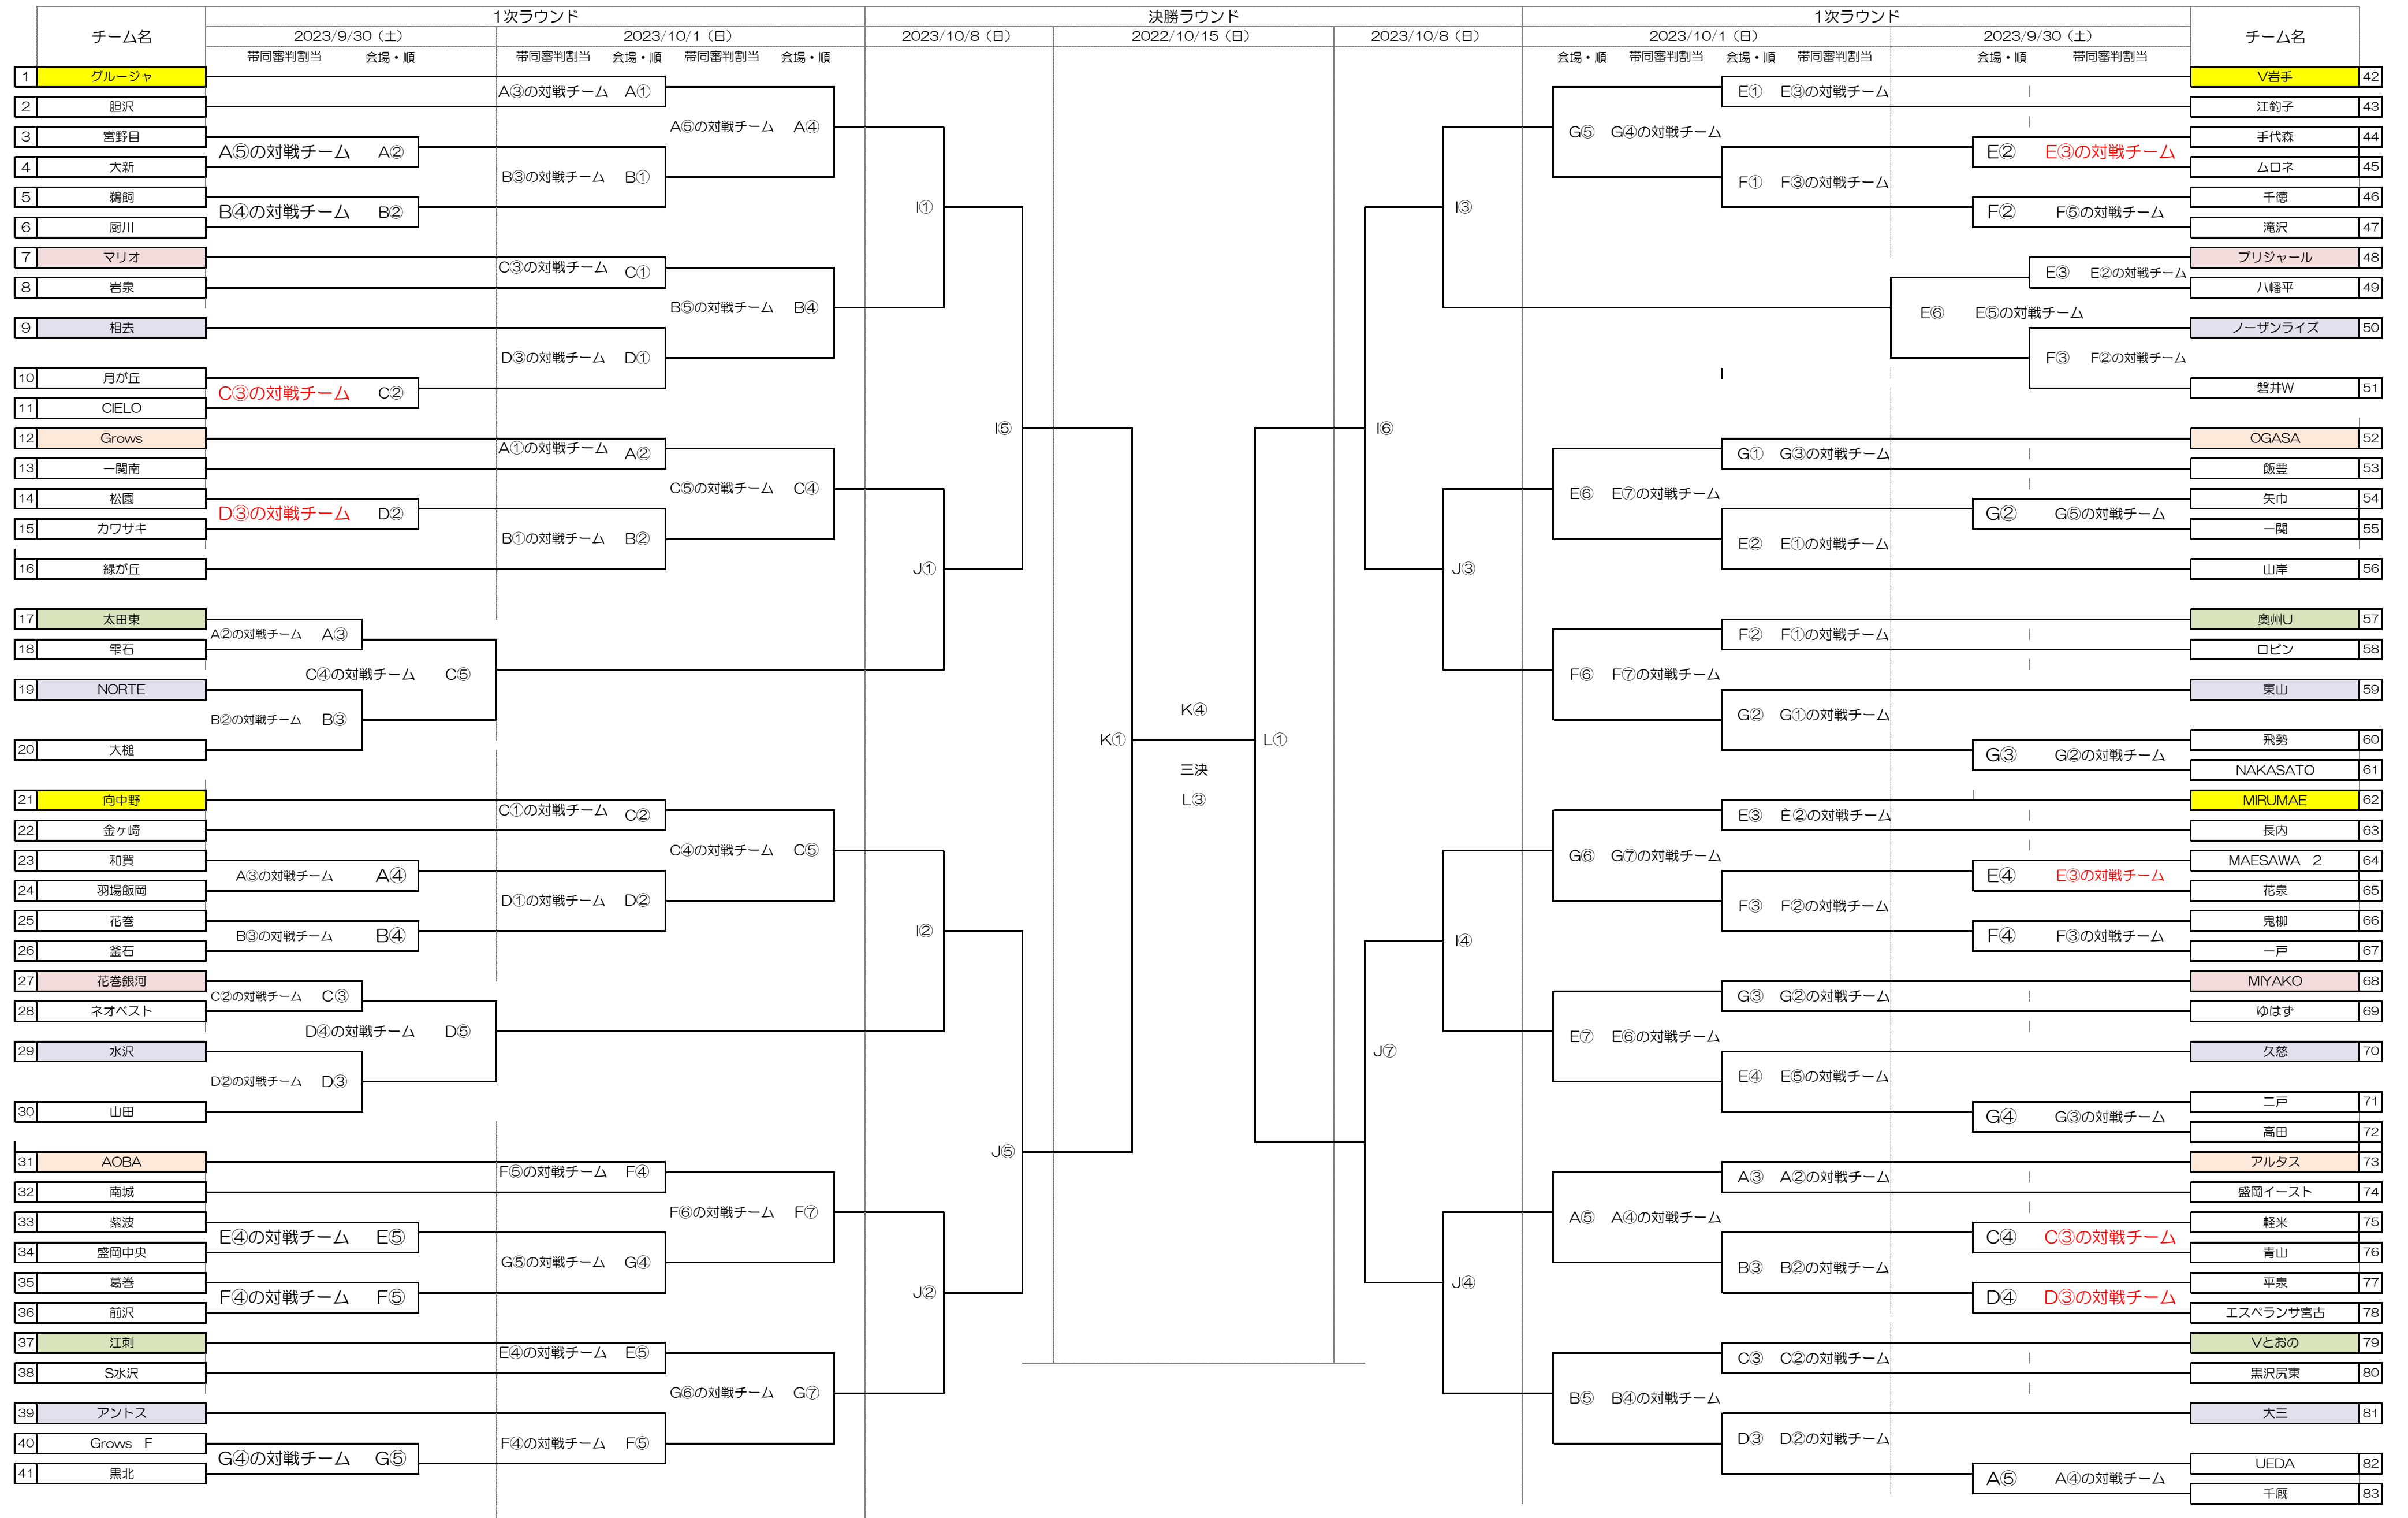 1次ラウンド 決勝ラウンド 1次ラウンド
チーム名 2023/9/30（土） 2023/10/1（日） 2023/10/8（日） 2022/10/15（日） 2023/10/8（日） 2023/10/1（日） 2023/9/30（土） チーム名
帯同審判割当 会場・順 帯同審判割当 会場・順 帯同審判割当 会場・順 会場・順 帯同審判割当 会場・順 帯同審判割当 会場・順 帯同審判割当
1 グルージャ V岩手 42
A③の対戦チーム A① E① E③の対戦チーム
2 胆沢 江釣子 43
A⑤の対戦チーム A④ G⑤ G④の対戦チーム
3 宮野目 手代森 44
A⑤の対戦チーム A② E② E③の対戦チーム
4 大新 ムロネ 45
B③の対戦チーム B① F① F③の対戦チーム
5 鵜飼 千徳 46
B④の対戦チーム B② I① I③ F② F⑤の対戦チーム
6 厨川 滝沢 47
7 マリオ ブリジャール 48
C③の対戦チーム C① E③ E②の対戦チーム
8 岩泉 八幡平 49
B⑤の対戦チーム B④ E⑥ E⑤の対戦チーム
9 相去 ノーザンライズ 50
D③の対戦チーム D① F③ F②の対戦チーム
10 月が丘
C③の対戦チーム C② 磐井W 51
11 CIELO
I⑤ I⑥
12 Grows OGASA 52
A①の対戦チーム A② G① G③の対戦チーム
13 一関南 飯豊 53
C⑤の対戦チーム C④ E⑥ E⑦の対戦チーム
14 松園 矢巾 54
D③の対戦チーム D② G② G⑤の対戦チーム
15 カワサキ 一関 55
B①の対戦チーム B② E② E①の対戦チーム
16 緑が丘 J① J③ 山岸 56
17 太田東 奥州U 57
A②の対戦チーム A③ F② F①の対戦チーム
18 雫石 ロビン 58
C④の対戦チーム C⑤ F⑥ F⑦の対戦チーム
19 NORTE 東山 59
B②の対戦チーム B③ K④ G② G①の対戦チーム
20 大槌 K① L① 飛勢 60
G③ G②の対戦チーム
三決 NAKASATO 61
21 向中野 L③ MIRUMAE 62
C①の対戦チーム C② E③ E②の対戦チーム
22 金ヶ崎 長内 63
C④の対戦チーム C⑤ G⑥ G⑦の対戦チーム
23 和賀 MAESAWA 2 64
A③の対戦チーム A④ E④ E③の対戦チーム
24 羽場飯岡 花泉 65
D①の対戦チーム D② F③ F②の対戦チーム
25 花巻 鬼柳 66
B③の対戦チーム B④ I② I④ F④ F③の対戦チーム
26 釜石 一戸 67
27 花巻銀河 MIYAKO 68
C②の対戦チーム C③ G③ G②の対戦チーム
28 ネオベスト ゆはず 69
D④の対戦チーム D⑤ E⑦ E⑥の対戦チーム
29 水沢 J⑦ 久慈 70
D②の対戦チーム D③ E④ E⑤の対戦チーム
30 山田 二戸 71
G④ G③の対戦チーム
高田 72
J⑤
31 AOBA アルタス 73
F⑤の対戦チーム F④ A③ A②の対戦チーム
32 南城 盛岡イースト 74
F⑥の対戦チーム F⑦ A⑤ A④の対戦チーム
33 紫波 軽米 75
E④の対戦チーム E⑤ C④ C③の対戦チーム
34 盛岡中央 青山 76
G⑤の対戦チーム G④ B③ B②の対戦チーム
35 葛巻 J④ 平泉 77
F④の対戦チーム F⑤ J② D④ D③の対戦チーム
36 前沢 エスペランサ宮古 78
37 江刺 Vとおの 79
E④の対戦チーム E⑤ C③ C②の対戦チーム
38 S水沢 黒沢尻東 80
G⑥の対戦チーム G⑦ B⑤ B④の対戦チーム
39 アントス 大三 81
F④の対戦チーム F⑤ D③ D②の対戦チーム
40 Grows F
G④の対戦チーム G⑤ UEDA 82
41 黒北 A⑤ A④の対戦チーム
千厩 83